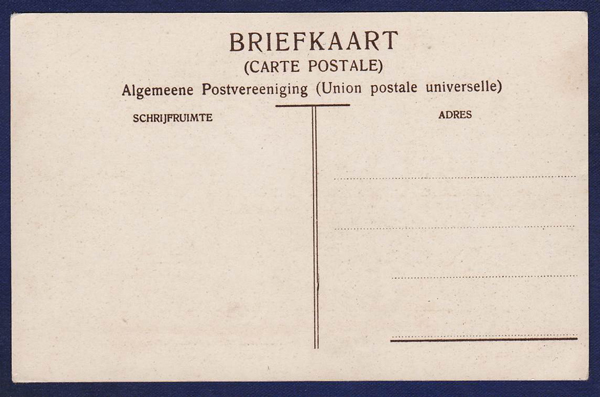 BRIEFKAART
(CARTE POSTALE)
Algemeene Postvereeniging (Union postale universelle)
SCHRIJFRUIMTE
ADRES